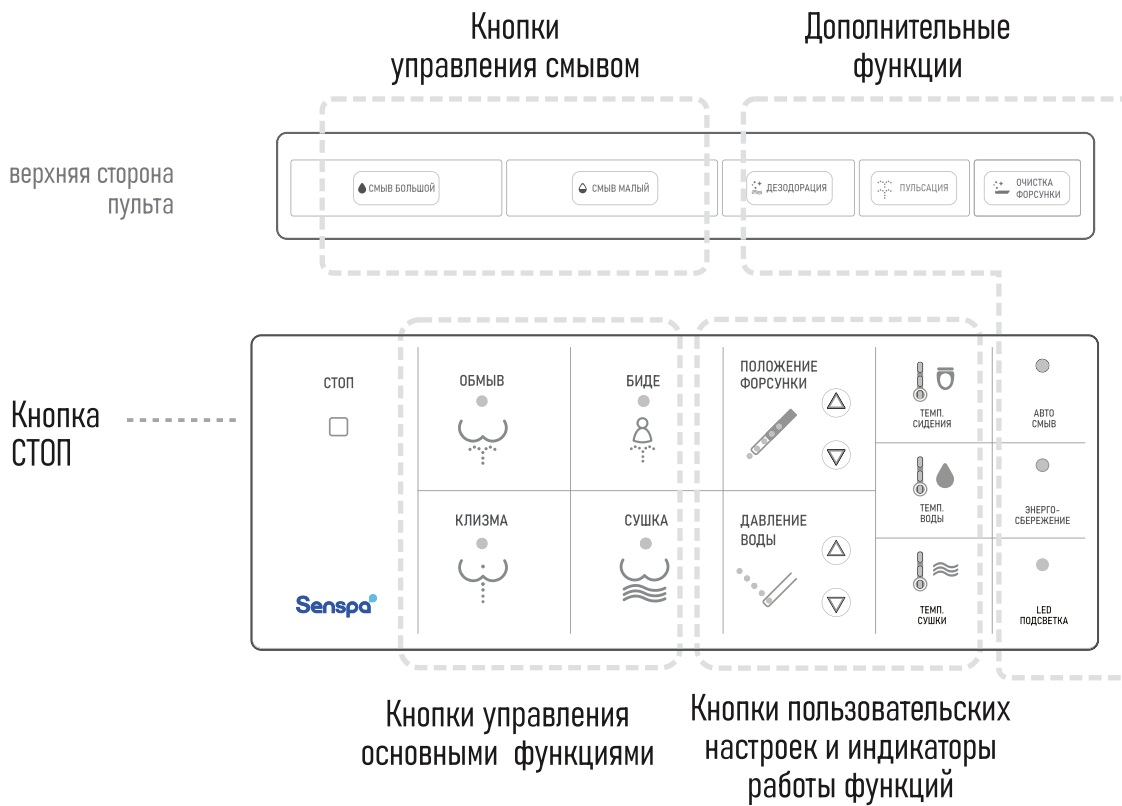 Кнопки
управления смывом
Дополнительные
функции
верхняя сторона
пульта
СМЫВ БОЛЬШОЙ
СМЫВ МАЛЫЙ
ДЕЗОДОРАЦИЯ
ПУЛЬСАЦИЯ
ОЧИСТКА
ФОРСУНКИ
Кнопка
СТОП
СТОП
ОБМЫВ
БИДЕ
ПОЛОЖЕНИЕ
ФОРСУНКИ
ТЕМП.
СИДЕНИЯ
АВТО
СМЫВ
КЛИЗМА
СУШКА
ДАВЛЕНИЕ
ВОДЫ
ТЕМП.
ВОДЫ
ЭНЕРГО-
СБЕРЕЖЕНИЕ
ТЕМП.
СУШКИ
LED
ПОДСВЕТКА
Senspa
Кнопки управления
основными функциями
Кнопки пользовательских
настроек и индикаторы
работы функций